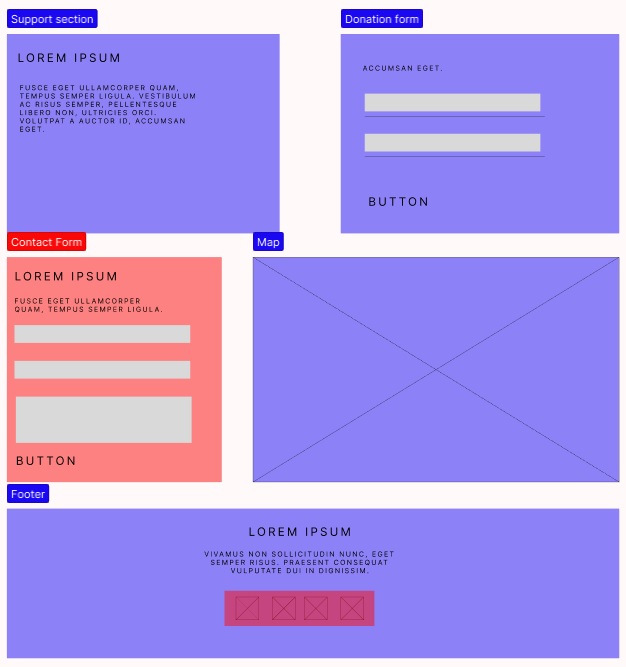 Support section
LOREM IPSUM
FUSCE EGET ULLAMCORPER QUAM,
TEMPUS SEMPER LIGULA. VESTIBULUM
AC RISUS SEMPER, PELLENTESQUE
LIBERO NON, ULTRICIES ORCI.
VOLUTPAT A AUCTOR ID, ACCUMSAN
EGET.
Donation form
ACCUMSAN EGET.
BUTTON
Contact Form
LOREM IPSUM
FUSCE EGET ULLAMCORPER
QUAM, TEMPUS SEMPER LIGULA.
BUTTON
Map
Footer
LOREM IPSUM
VIVAMUS NON SOLLICITUDIN NUNC, EGET
SEMPER RISUS. PRAESENT CONSEQUAT
VULPUTATE DUI IN DIGNISSIM.